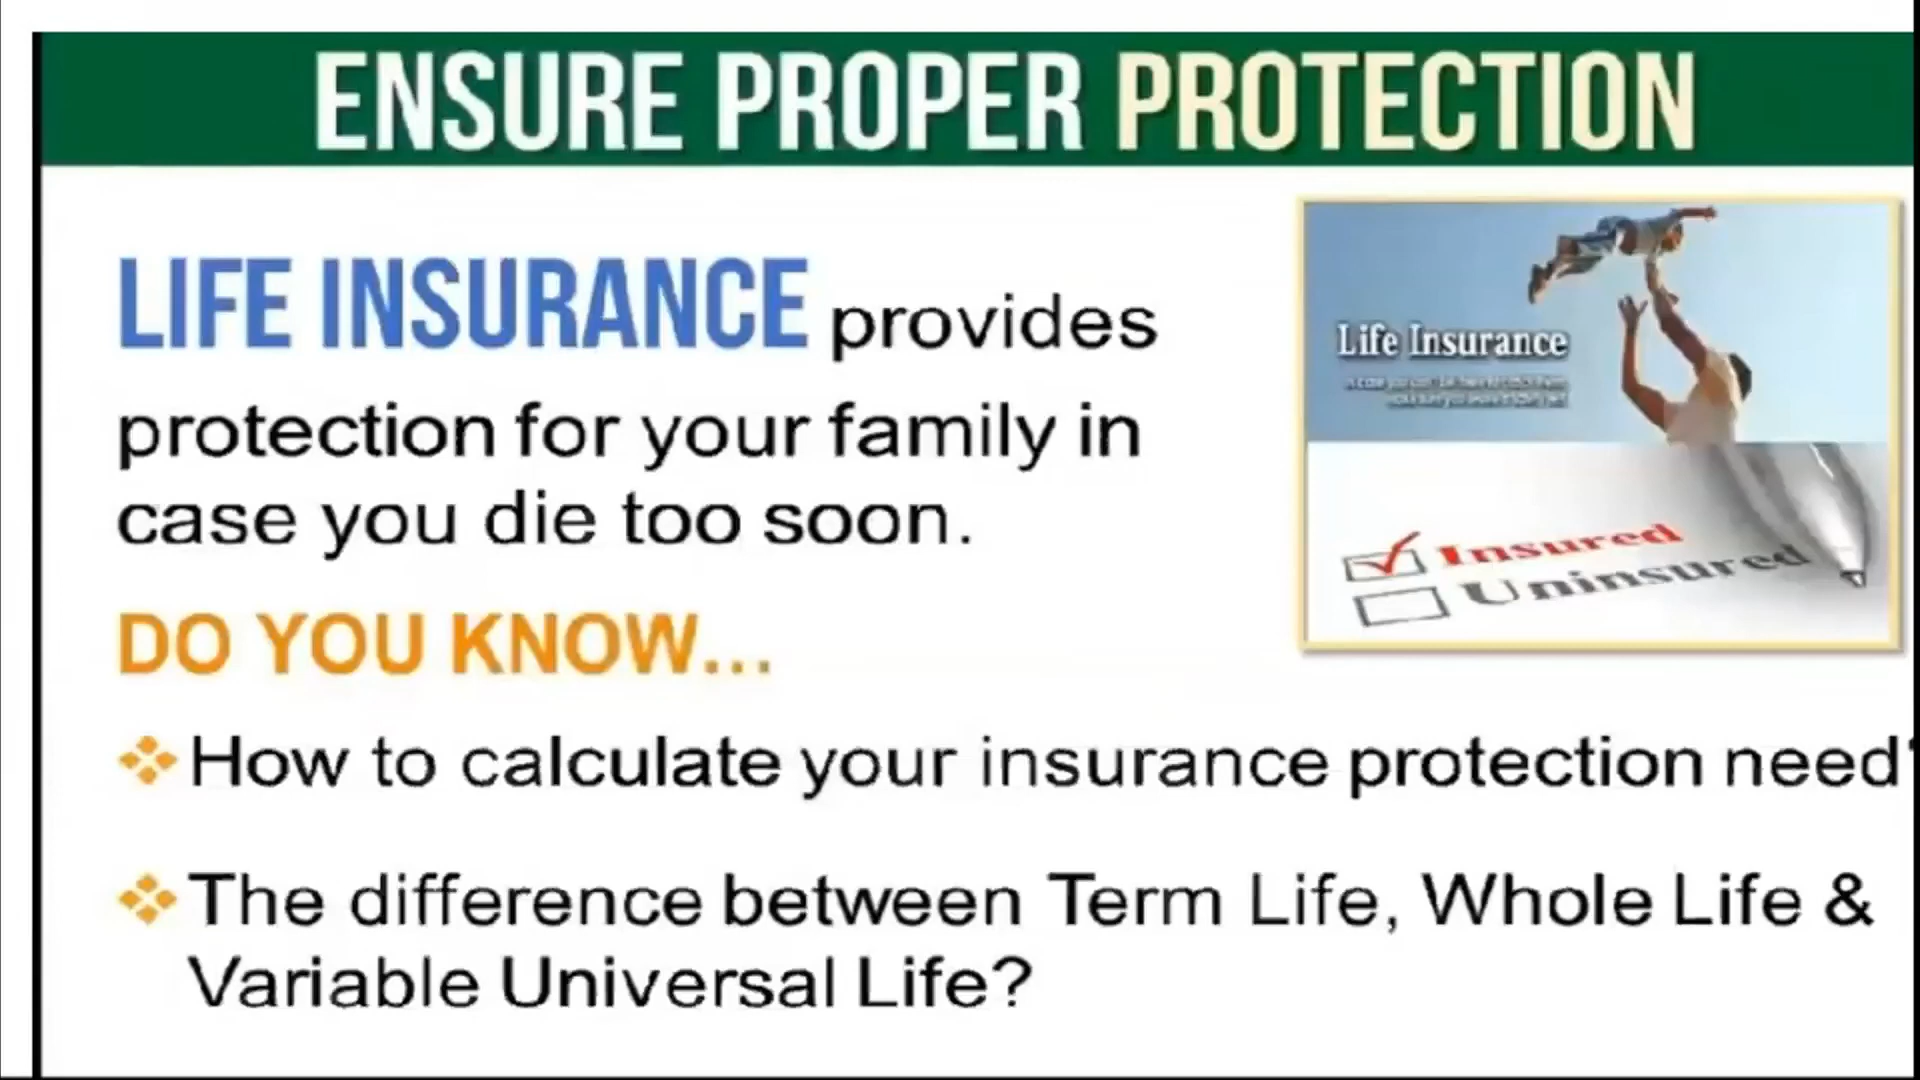 ENSURE PROPER PROTECTION
LIFE INSURANCE provides
protection for your family in
case you die too soon.
DO YOU KNOW...
How to calculate your insurance protection need?
The difference between Term Life, Whole Life &
Variable Universal Life?
Life Insurance
Insured
Uninsured